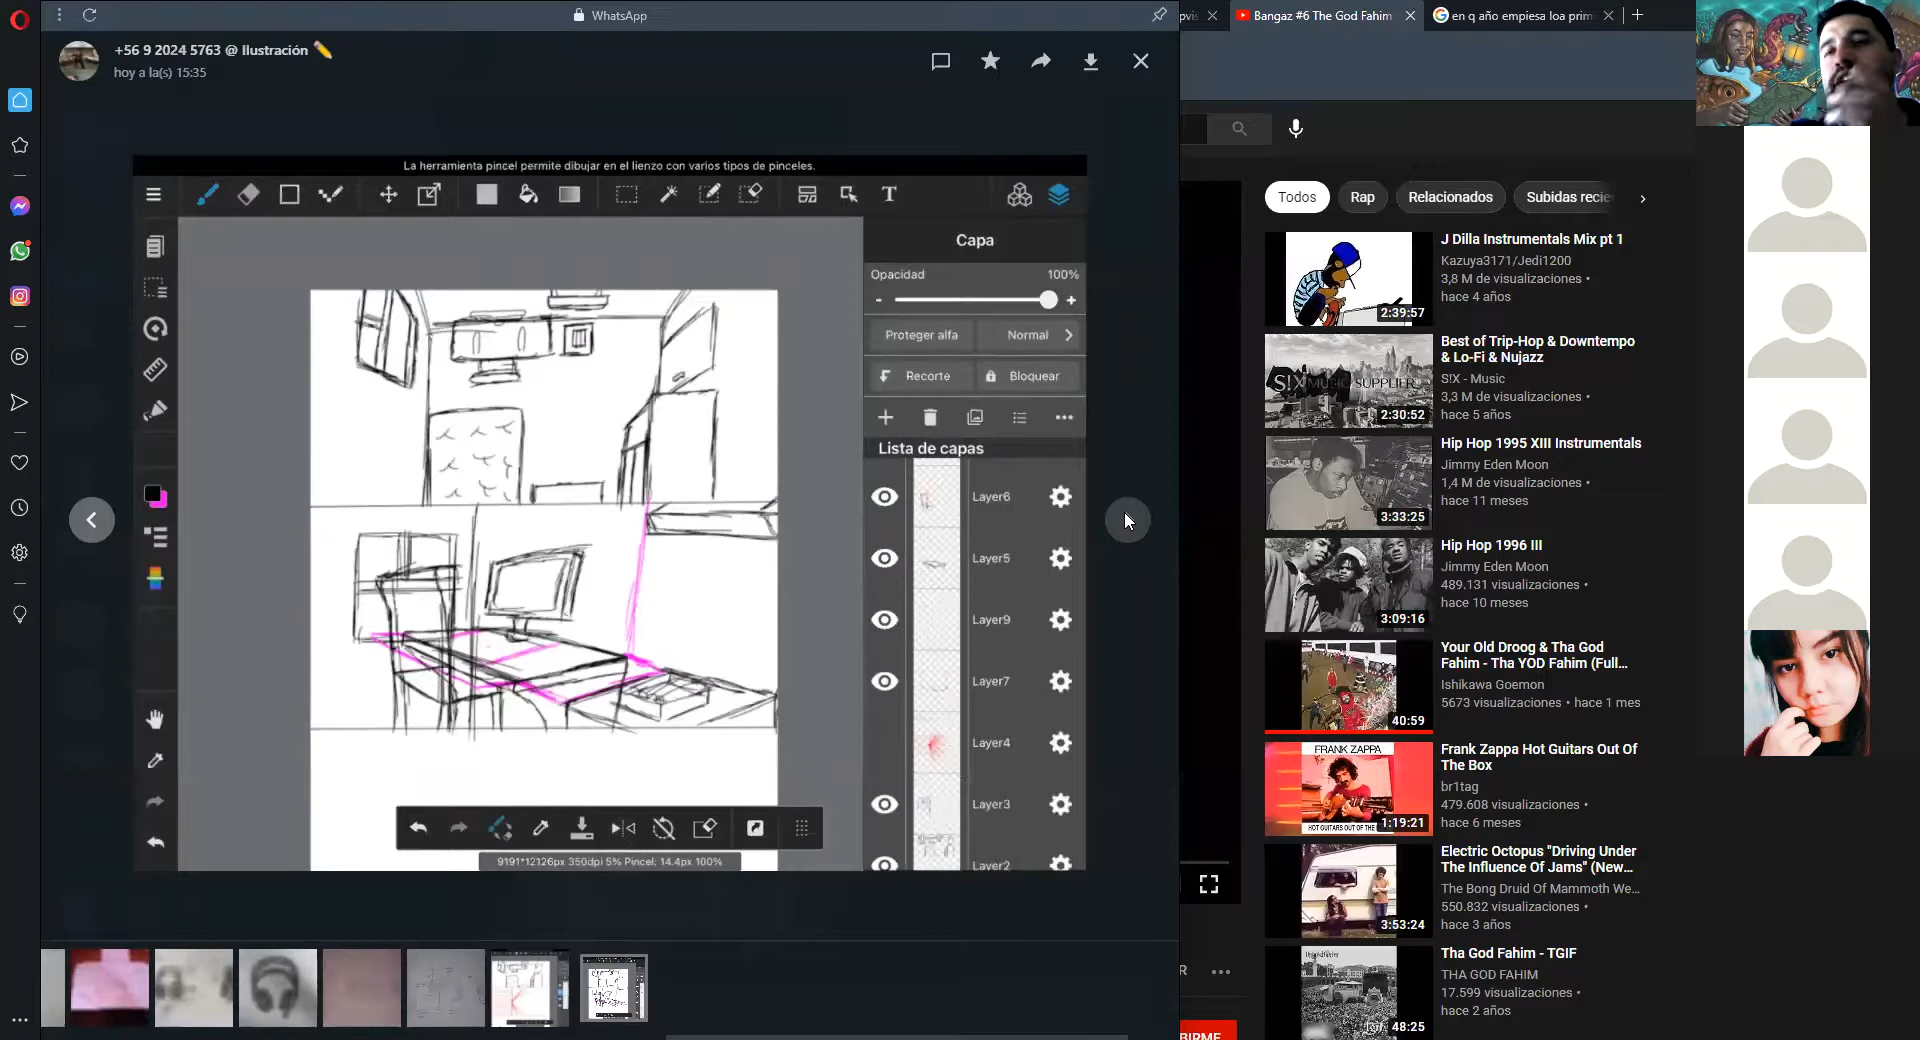 WhatsApp
pvis
Bangaz #6 The God Fahim
en q año empiesa loa prim
+56 9 2024 5763 @ Ilustración ✏️
hoy a la(s) 15:35
La herramienta pincel permite dibujar en el lienzo con varios tipos de pinceles.
T
Capa
Opacidad 100%
- +
Proteger alfa Normal
Recorte Bloquear
Lista de capas
Layer6
Layer5
Layer9
Layer7
Layer4
Layer3
Layer2
9191*12126px 350dpi 5% Pincel: 14.4px 100%
Todos Rap Relacionados Subidas recie
J Dilla Instrumentals Mix pt 1
Kazuya3171/Jedi1200
3,8 M de visualizaciones •
hace 4 años
2:39:57
Best of Trip-Hop & Downtempo
& Lo-Fi & Nujazz
S!X - Music
3,3 M de visualizaciones •
hace 5 años
S!X MUSIC SUPPLIER
2:30:52
Hip Hop 1995 XIII Instrumentals
Jimmy Eden Moon
1,4 M de visualizaciones •
hace 11 meses
3:33:25
Hip Hop 1996 III
Jimmy Eden Moon
489.131 visualizaciones •
hace 10 meses
3:09:16
Your Old Droog & Tha God
Fahim - Tha YOD Fahim (Full...
Ishikawa Goemon
5673 visualizaciones • hace 1 mes
40:59
Frank Zappa Hot Guitars Out Of
The Box
br1tag
479.608 visualizaciones •
hace 6 meses
FRANK ZAPPA
HOT GUITARS OUT OF THE
1:19:21
Electric Octopus "Driving Under
The Influence Of Jams" (New...
The Bong Druid Of Mammoth We...
550.832 visualizaciones •
hace 3 años
3:53:24
Tha God Fahim - TGIF
THA GOD FAHIM
17.599 visualizaciones •
hace 2 años
48:25
R
BIRME